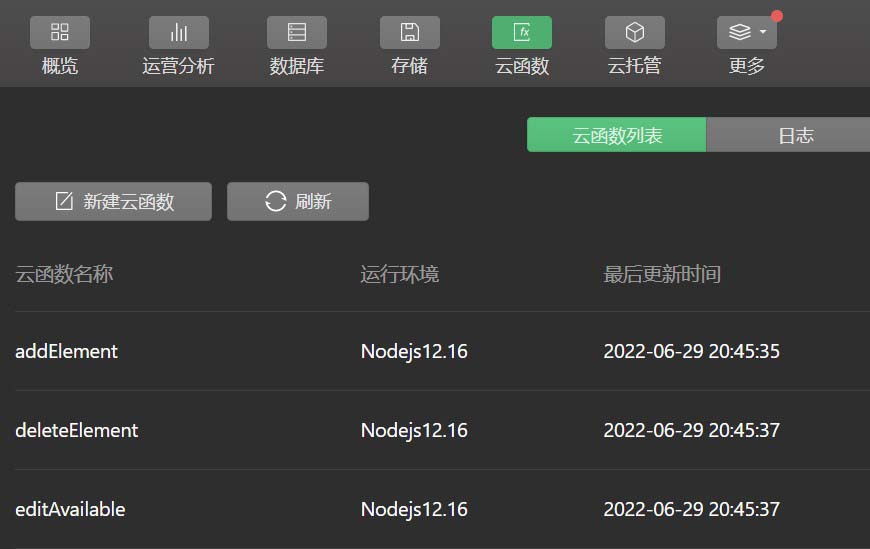 概览 运营分析 数据库 存储 云函数 云托管 更多
云函数列表 日志
新建云函数 刷新
云函数名称 运行环境 最后更新时间
addElement Nodejs12.16 2022-06-29 20:45:35
deleteElement Nodejs12.16 2022-06-29 20:45:37
editAvailable Nodejs12.16 2022-06-29 20:45:37